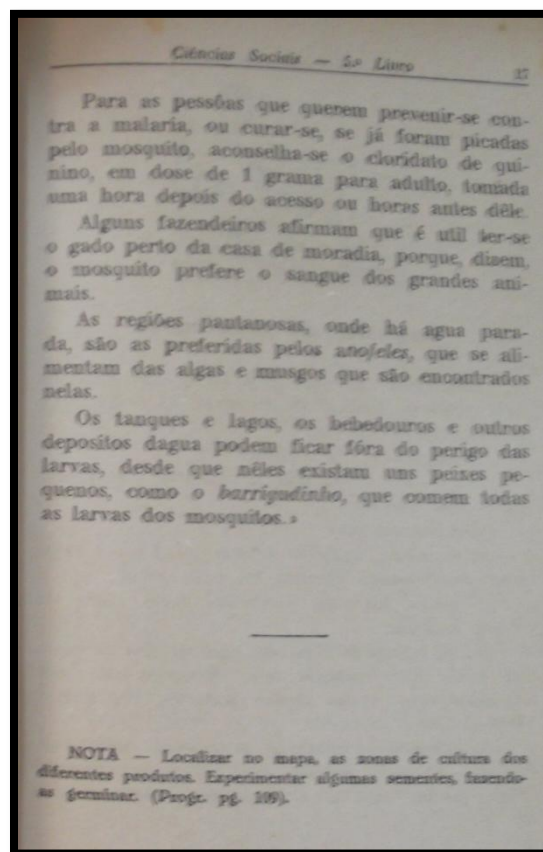 Ciências Sociais — 5.º Livro 37
Para as pessôas que querem prevenir-se con-
tra a malaria, ou curar-se, se já foram picadas
pelo mosquito, aconselha-se o cloridato de qui-
nino, em dose de 1 grama para adulto, tomada
uma hora depois do acesso ou horas antes dêle.
Alguns fazendeiros afirmam que é util ter-se
o gado perto da casa de moradia, porque, dizem,
o mosquito prefere o sangue dos grandes ani-
mais.
As regiões pantanosas, onde há agua para-
da, são as preferidas pelos anofeles, que se ali-
mentam das algas e musgos que são encontrados
nelas.
Os tanques e lagos, os bebedouros e outros
depositos dagua podem ficar fóra do perigo das
larvas, desde que nêles existam uns peixes pe-
quenos, como o barrigudinho, que comem todas
as larvas dos mosquitos.»
NOTA — Localizar no mapa, as zonas de cultura dos
diferentes produtos. Experimentar algumas sementes, fazendo-
as germinar. (Progr. pg. 109).